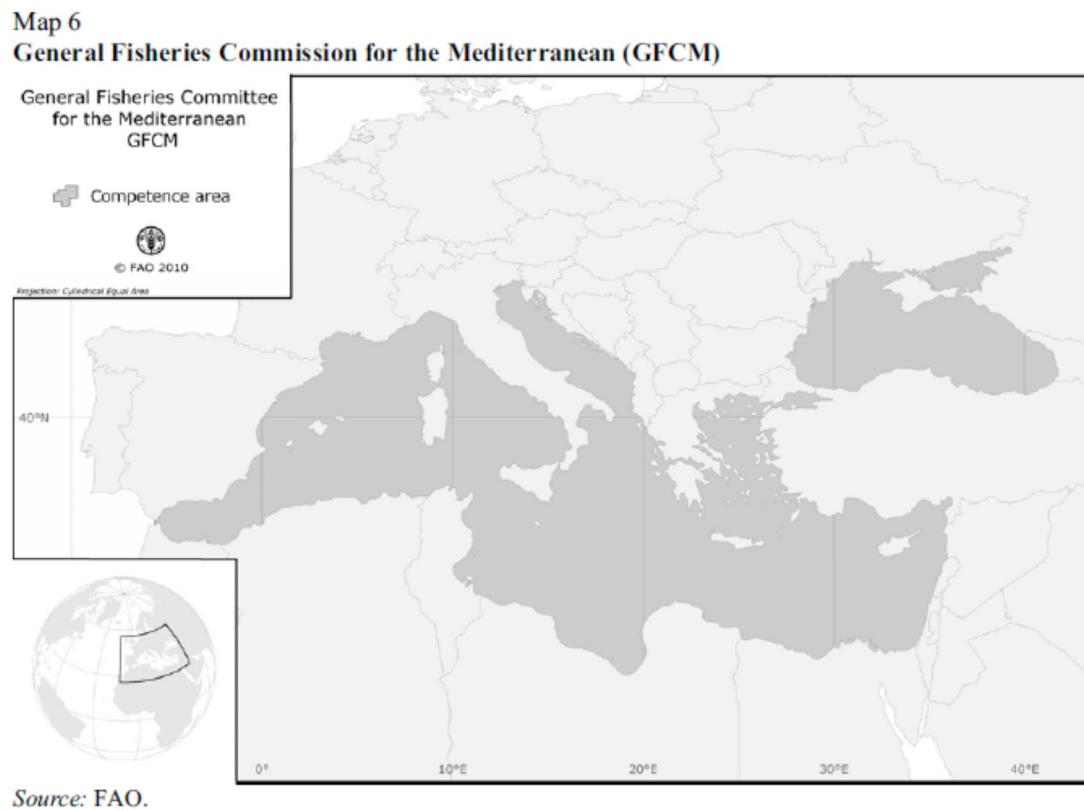 Map 6
General Fisheries Commission for the Mediterranean (GFCM)
General Fisheries Committee
for the Mediterranean
GFCM
Competence area
© FAO 2010
Projection: Cylindrical Equal Area
40°N
0°
10°E
20°E
30°E
40°E
Source: FAO.